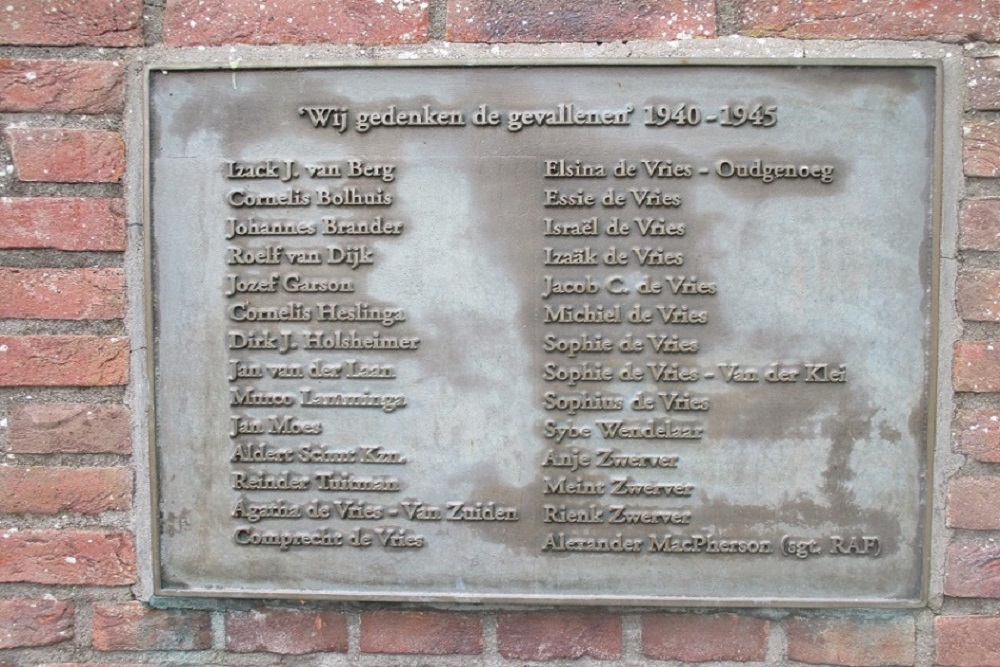 'Wij gedenken de gevallenen' 1940-1945
Izack J. van Berg
Cornelis Bolhuis
Johannes Brander
Roelf van Dijk
Jozef Garson
Cornelis Heslinga
Dirk J. Holsheimer
Jan van der Laan
Murco Lamminga
Jan Moes
Aldert Schut Kzn.
Reinder Tuitman
Agatha de Vries - Van Zuiden
Comprecht de Vries
Elsina de Vries - Oudgenoeg
Essie de Vries
Israël de Vries
Izaäk de Vries
Jacob C. de Vries
Michiel de Vries
Sophie de Vries
Sophie de Vries - Van der Klei
Sophius de Vries
Sybe Wendelaar
Anje Zwerver
Meint Zwerver
Rienk Zwerver
Alexander MacPherson (sgt. RAF)